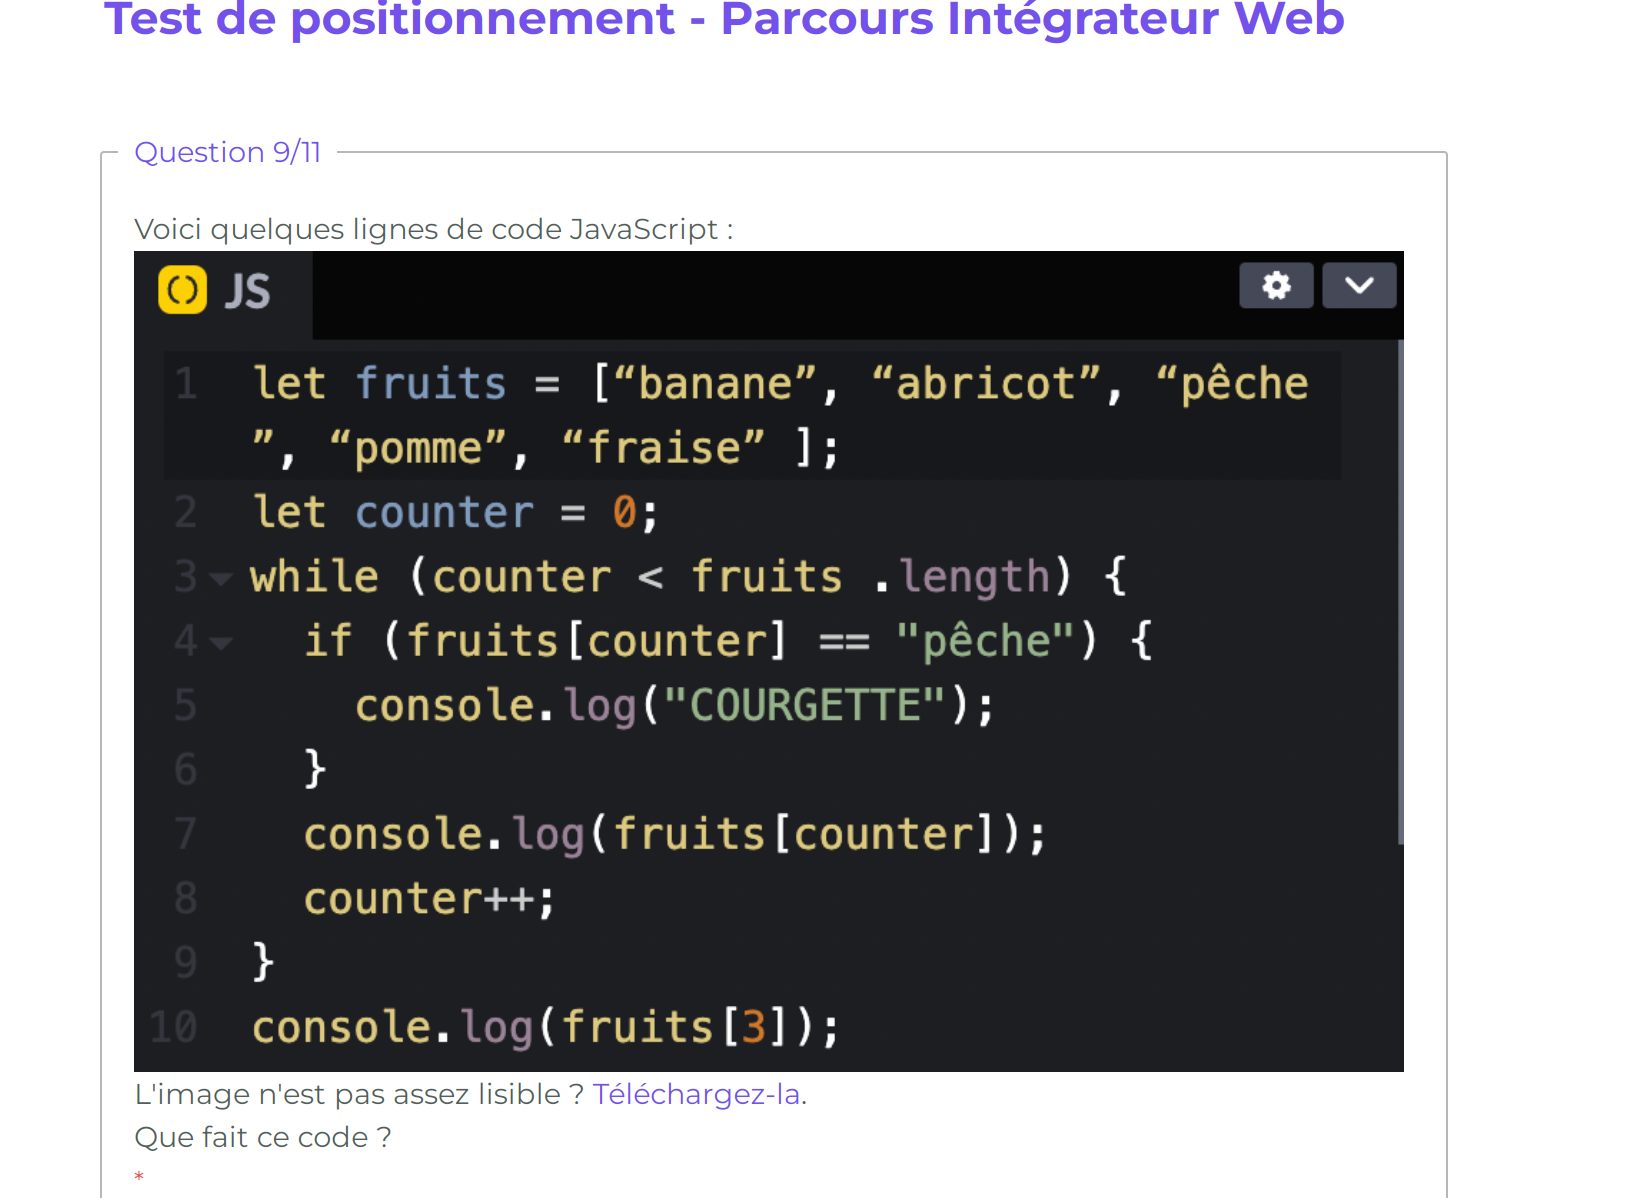 Test de positionnement - Parcours Intégrateur Web
Question 9/11
Voici quelques lignes de code JavaScript :
() JS
1 let fruits = [“banane”, “abricot”, “pêche
”, “pomme”, “fraise” ];
2 let counter = 0;
3 while (counter < fruits .length) {
4 if (fruits[counter] == "pêche") {
5 console.log("COURGETTE");
6 }
7 console.log(fruits[counter]);
8 counter++;
9 }
10 console.log(fruits[3]);
L'image n'est pas assez lisible ? Téléchargez-la.
Que fait ce code ?
*